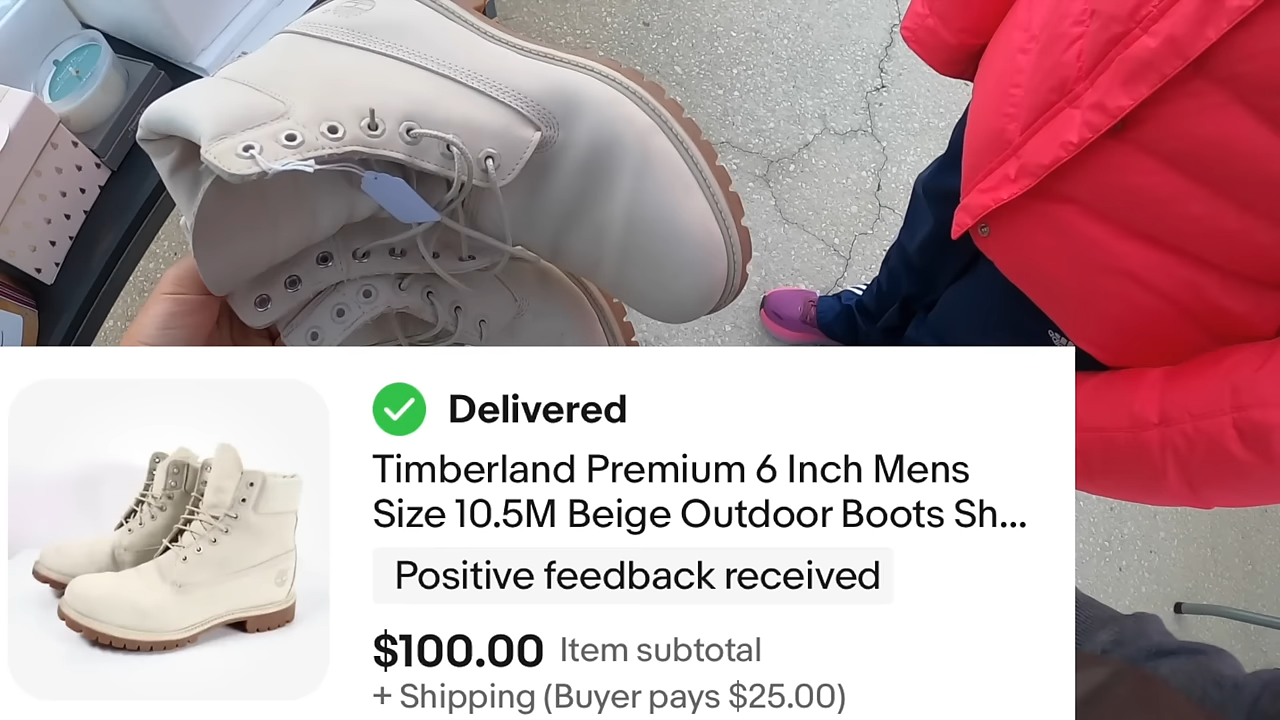 Delivered
Timberland Premium 6 Inch Mens
Size 10.5M Beige Outdoor Boots Sh...
Positive feedback received
$100.00 Item subtotal
+ Shipping (Buyer pays $25.00)